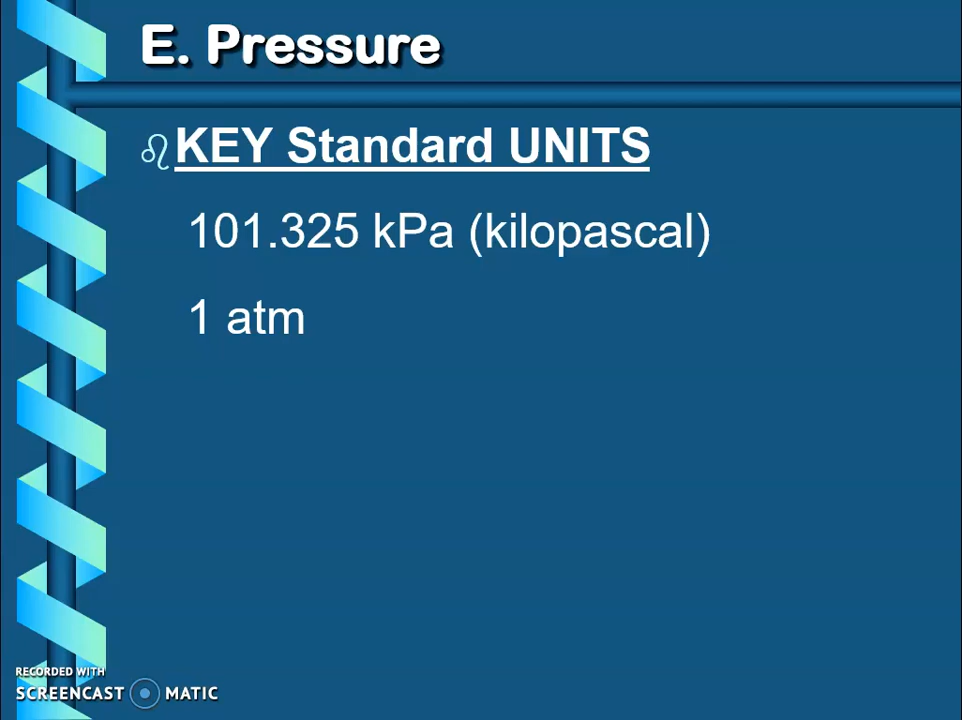 E. Pressure
KEY Standard UNITS
101.325 kPa (kilopascal)
1 atm
RECORDED WITH
SCREENCAST MATIC